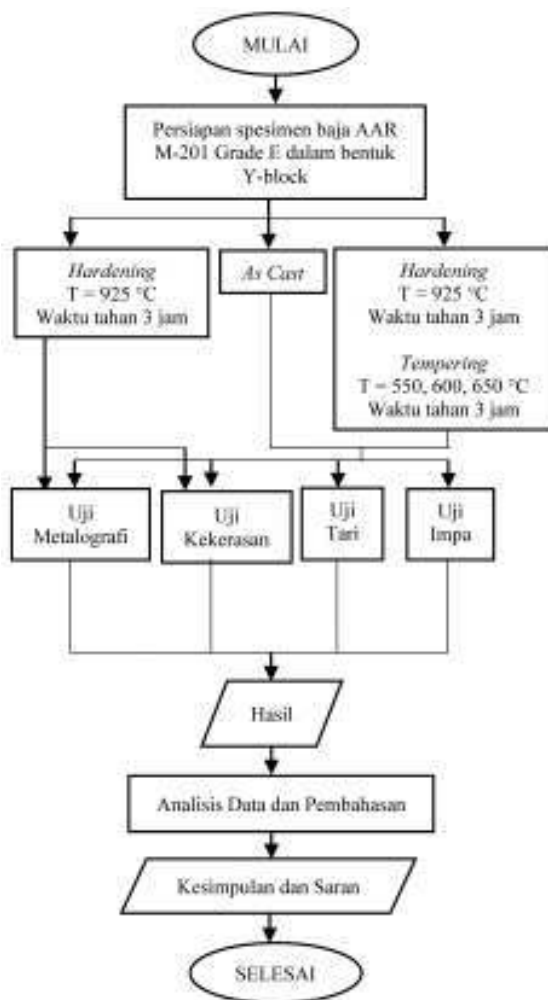 MULAI
Persiapan spesimen baja AAR
M-201 Grade E dalam bentuk
Y-block
Hardening
T = 925 °C
Waktu tahan 3 jam
As Cast
Hardening
T = 925 °C
Waktu tahan 3 jam
Tempering
T = 550, 600, 650 °C
Waktu tahan 3 jam
Uji
Metalografi
Uji
Kekerasan
Uji
Tari
Uji
Impa
Hasil
Analisis Data dan Pembahasan
Kesimpulan dan Saran
SELESAI